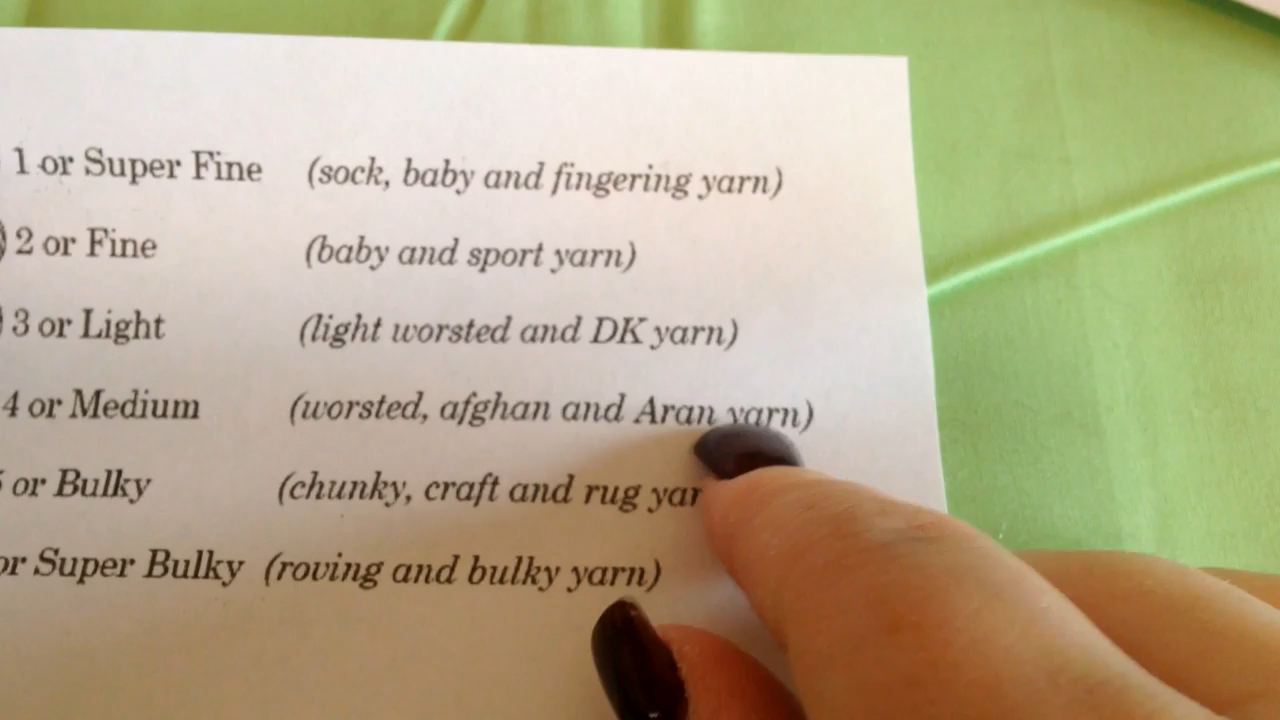 1 or Super Fine (sock, baby and fingering yarn)
2 or Fine (baby and sport yarn)
3 or Light (light worsted and DK yarn)
4 or Medium (worsted, afghan and Aran yarn)
or Bulky (chunky, craft and rug
or Super Bulky (roving and bulky yarn)